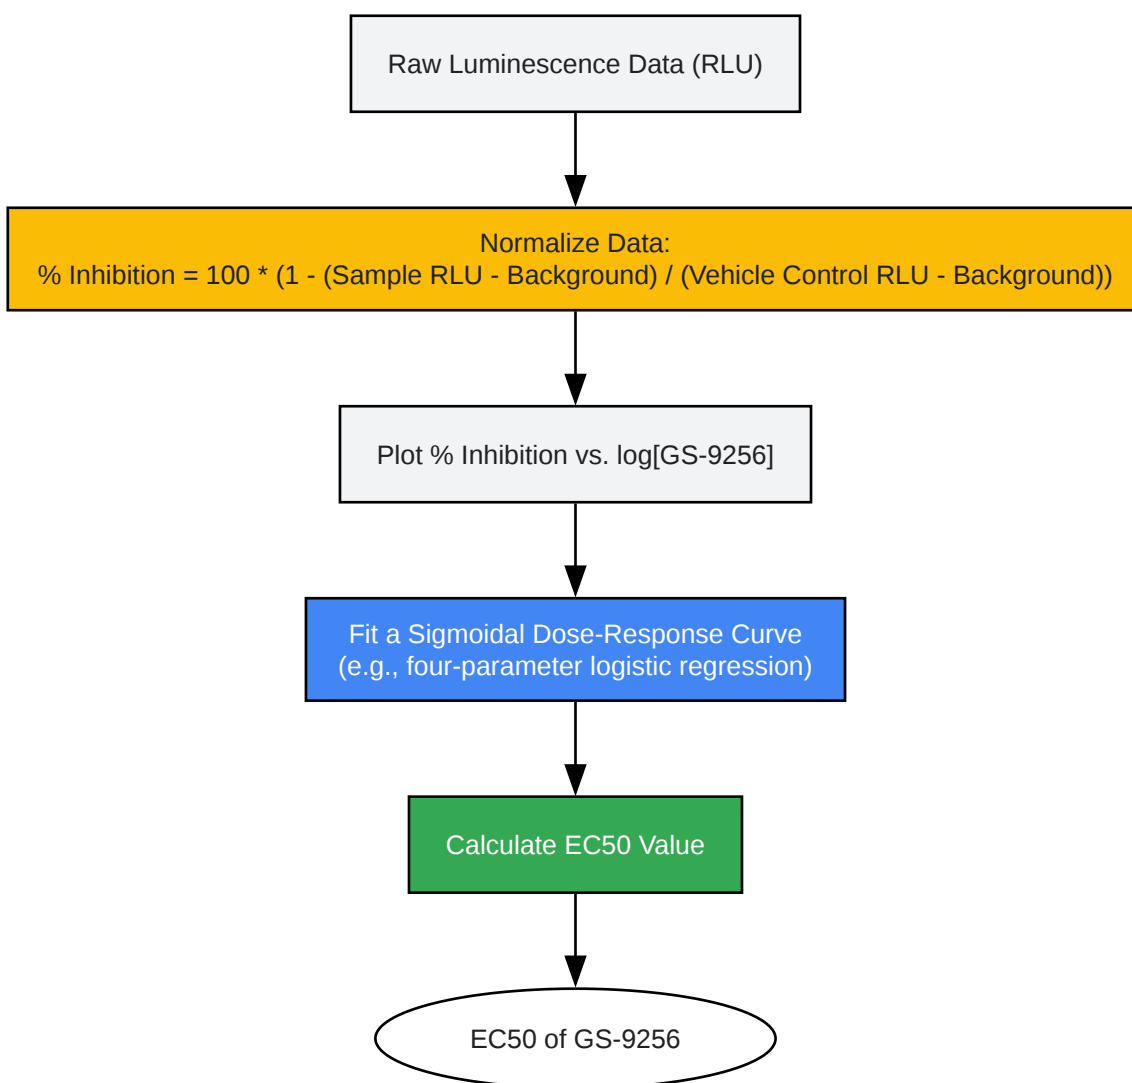 Raw Luminescence Data (RLU)
Normalize Data:
% Inhibition = 100 * (1 - (Sample RLU - Background) / (Vehicle Control RLU - Background))
Plot % Inhibition vs. log[GS-9256]
Fit a Sigmoidal Dose-Response Curve
(e.g., four-parameter logistic regression)
Calculate EC50 Value
EC50 of GS-9256